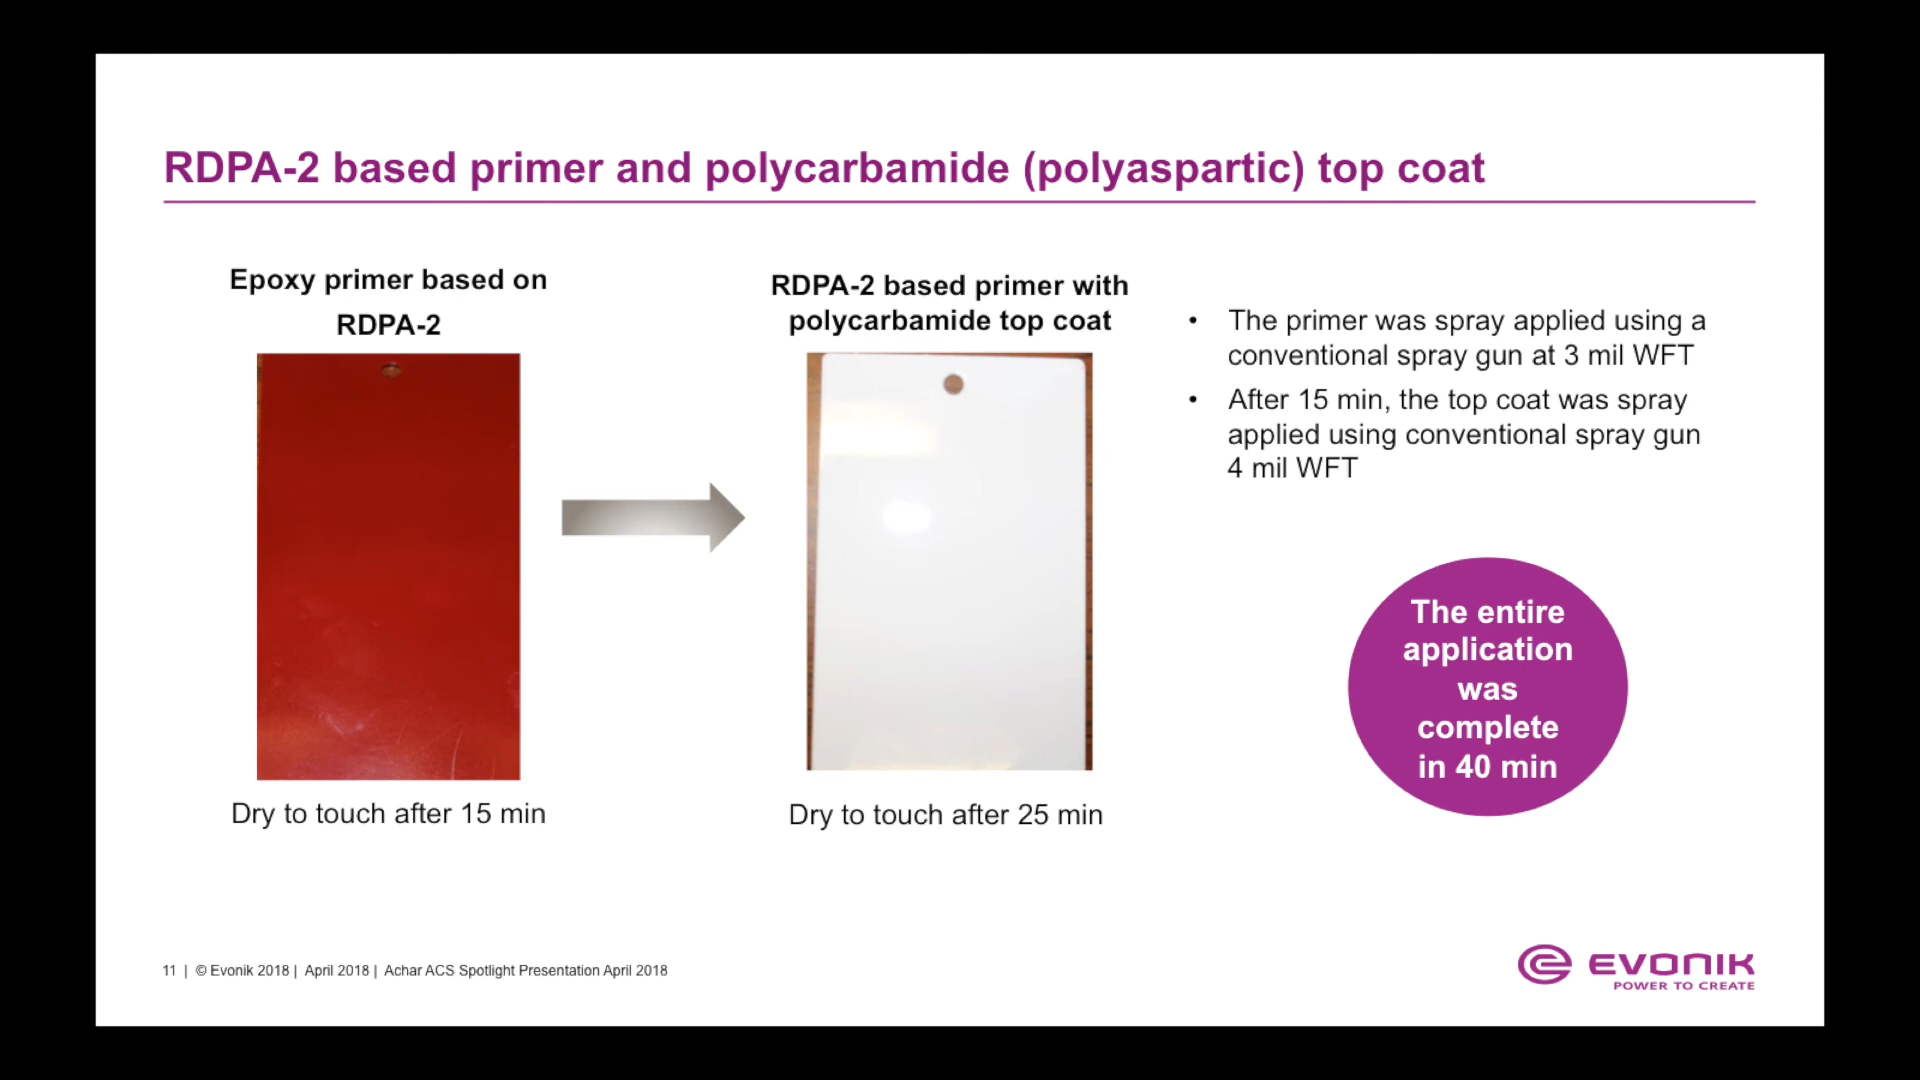 RDPA-2 based primer and polycarbamide (polyaspartic) top coat
Epoxy primer based on
RDPA-2
Dry to touch after 15 min
RDPA-2 based primer with
polycarbamide top coat
Dry to touch after 25 min
• The primer was spray applied using a
conventional spray gun at 3 mil WFT
• After 15 min, the top coat was spray
applied using conventional spray gun
4 mil WFT
The entire
application
was
complete
in 40 min
11 | © Evonik 2018 | April 2018 | Achar ACS Spotlight Presentation April 2018
EVONIK
POWER TO CREATE